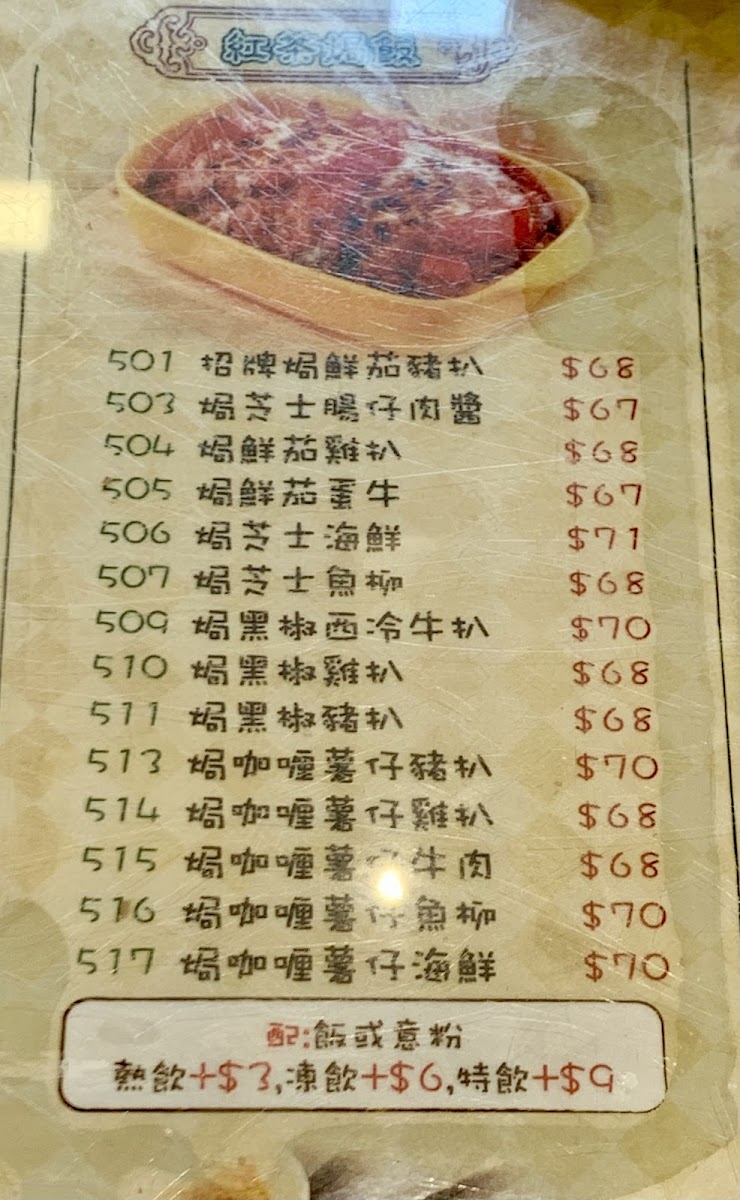 紅茶焗飯
501 招牌焗鮮茄豬扒 $68
503 焗芝士腸仔肉醬 $67
504 焗鮮茄雞扒 $68
505 焗鮮茄蛋牛 $67
506 焗芝士海鮮 $71
507 焗芝士魚柳 $68
509 焗黑椒西冷牛扒 $70
510 焗黑椒雞扒 $68
511 焗黑椒豬扒 $68
513 焗咖喱薯仔豬扒 $70
514 焗咖喱薯仔雞扒 $68
515 焗咖喱薯仔牛肉 $68
516 焗咖喱薯仔魚柳 $70
517 焗咖喱薯仔海鮮 $70
配:飯或意粉
熱飲+$3,凍飲+$6,特飲+$9